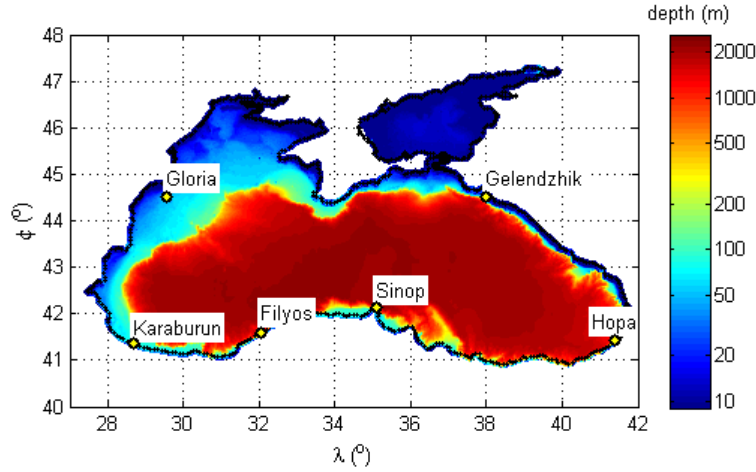 depth (m)
48
47
46
45
44
43
42
41
40
ϕ (º)
28
30
32
34
36
38
40
42
λ (º)
Gloria
Gelendzhik
Sinop
Filyos
Karaburun
Hopa
2000
1000
500
200
100
50
20
10